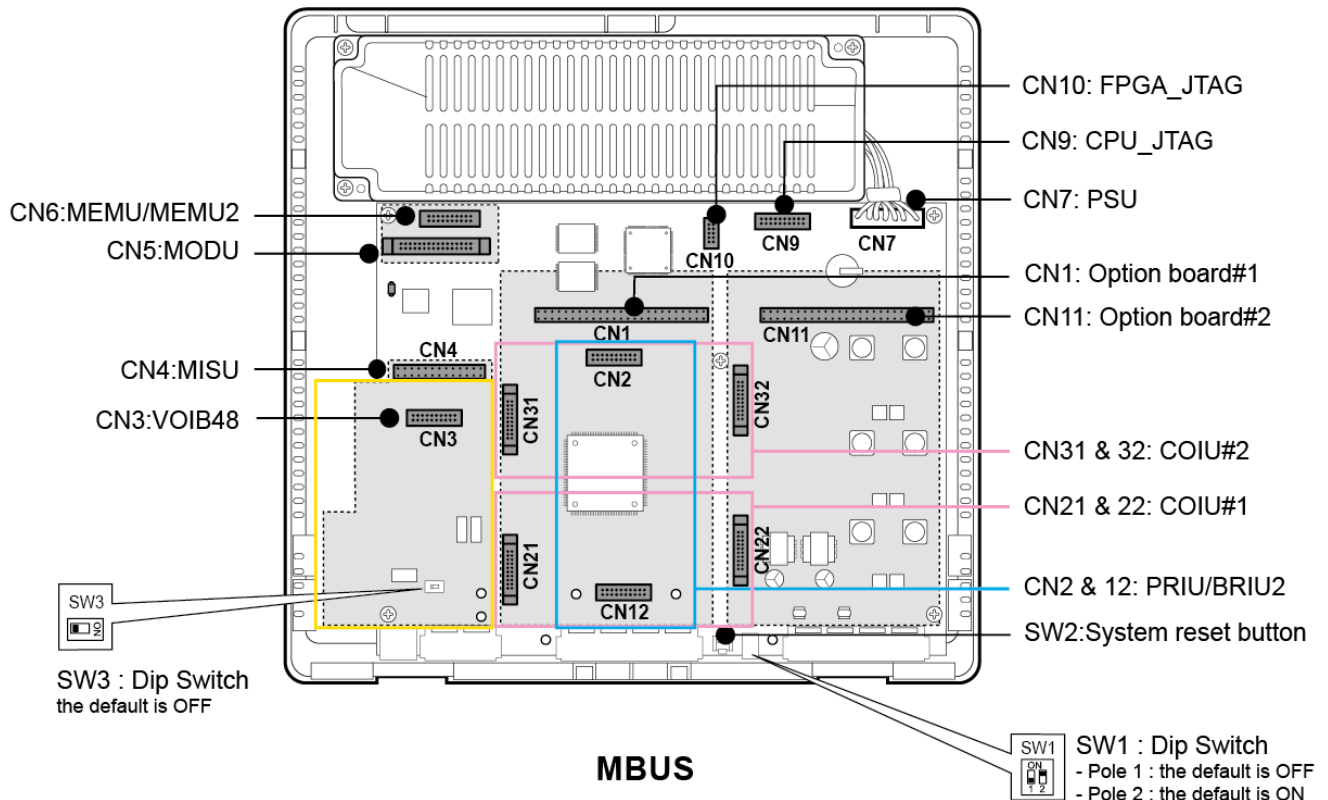 CN10: FPGA_JTAG
CN9: CPU_JTAG
CN7: PSU
CN1: Option board#1
CN11: Option board#2
CN31 & 32: COIU#2
CN21 & 22: COIU#1
CN2 & 12: PRIU/BRIU2
SW2:System reset button
CN6:MEMU/MEMU2
CN5:MODU
CN4:MISU
CN3:VOIB48
CN10
CN9
CN7
CN1
CN11
CN4
CN2
CN31
CN32
CN3
CN21
CN22
CN12
SW3
ON
SW3 : Dip Switch
the default is OFF
MBUS
SW1
ON
1 2
SW1 : Dip Switch
- Pole 1 : the default is OFF
- Pole 2 : the default is ON